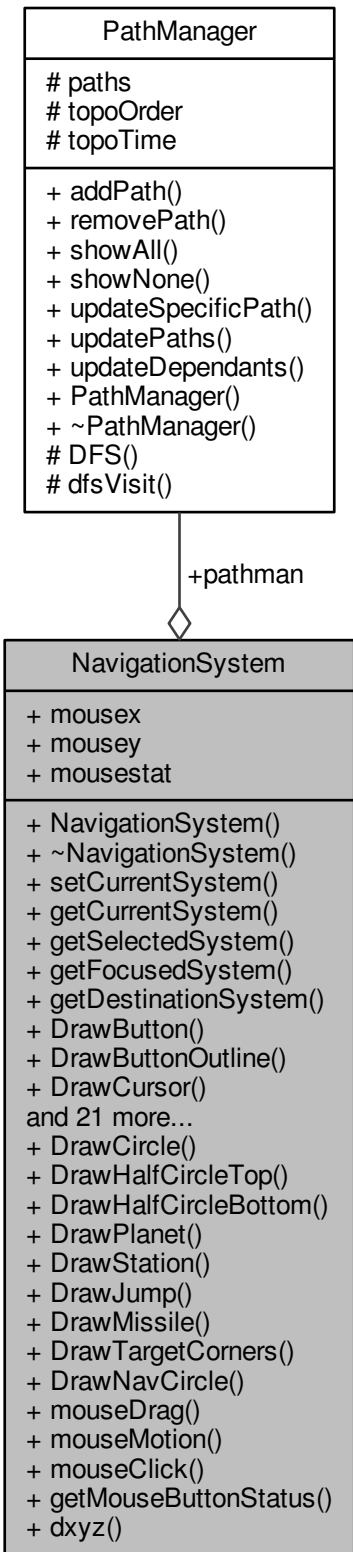 PathManager
# paths
# topoOrder
# topoTime
+ addPath()
+ removePath()
+ showAll()
+ showNone()
+ updateSpecificPath()
+ updatePaths()
+ updateDependants()
+ PathManager()
+ ~PathManager()
# DFS()
# dfsVisit()
+pathman
NavigationSystem
+ mousex
+ mousey
+ mousestat
+ NavigationSystem()
+ ~NavigationSystem()
+ setCurrentSystem()
+ getCurrentSystem()
+ getSelectedSystem()
+ getFocusedSystem()
+ getDestinationSystem()
+ DrawButton()
+ DrawButtonOutline()
+ DrawCursor()
and 21 more...
+ DrawCircle()
+ DrawHalfCircleTop()
+ DrawHalfCircleBottom()
+ DrawPlanet()
+ DrawStation()
+ DrawJump()
+ DrawMissile()
+ DrawTargetCorners()
+ DrawNavCircle()
+ mouseDrag()
+ mouseMotion()
+ mouseClick()
+ getMouseButtonStatus()
+ dxyz()